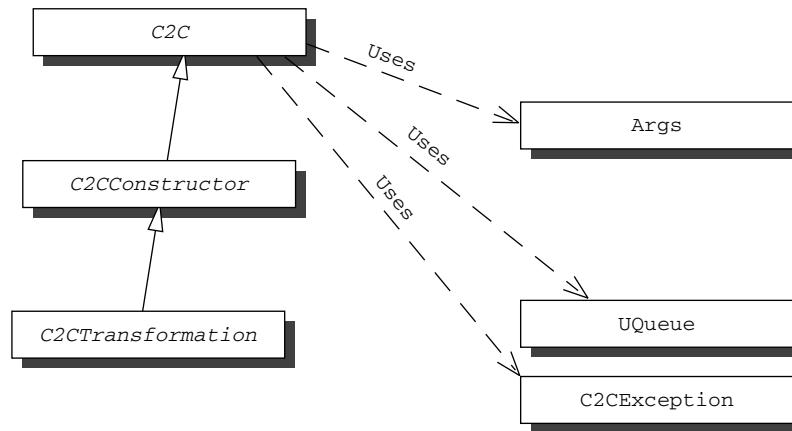 C2C
Uses
Args
Uses
C2CConstructor
Uses
C2CTransformation
UQueue
C2CException